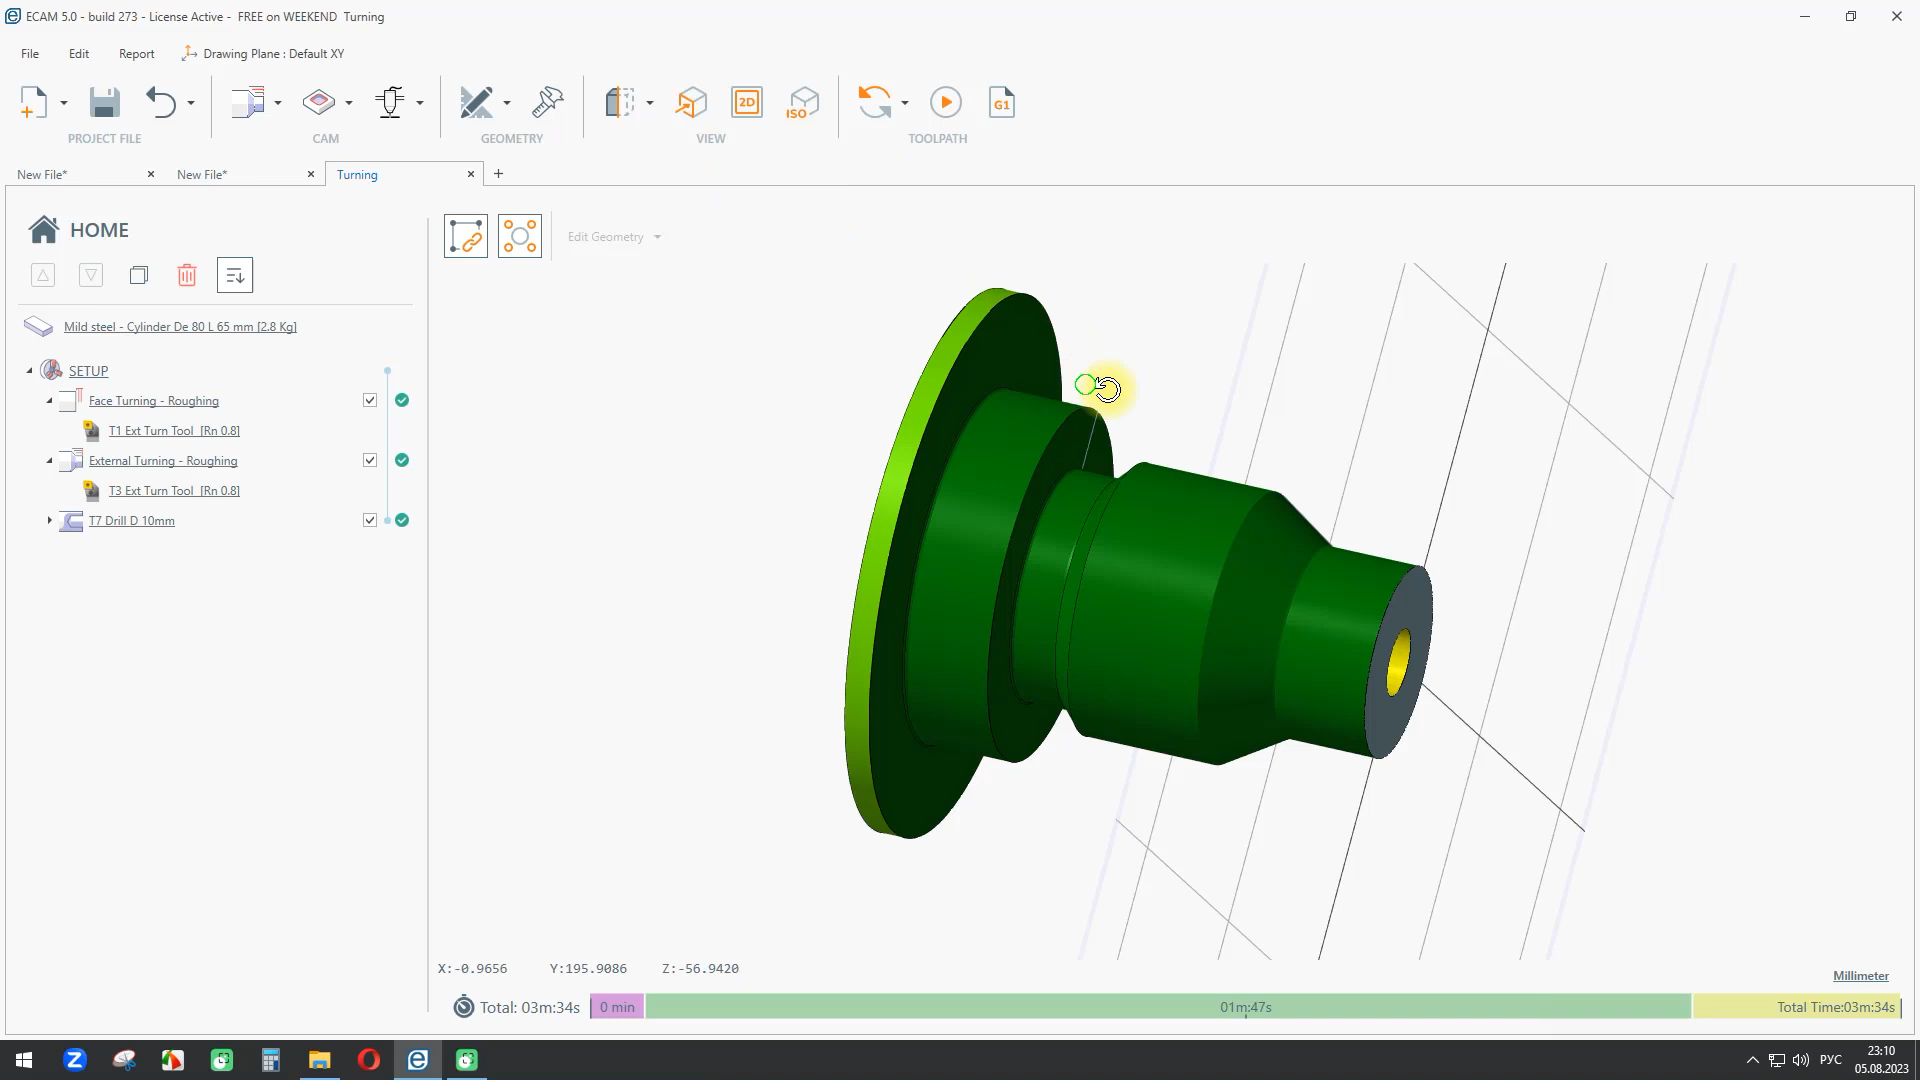 ECAM 5.0 - build 273 - License Active -  FREE on WEEKEND  Turning
File Edit Report Drawing Plane : Default XY
2D ISO G1
PROJECT FILE CAM GEOMETRY VIEW TOOLPATH
New File* New File* Turning
HOME
Edit Geometry
Mild steel - Cylinder De 80 L 65 mm [2.8 Kg]
SETUP
Face Turning - Roughing
T1 Ext Turn Tool  [Rn 0.8]
External Turning - Roughing
T3 Ext Turn Tool  [Rn 0.8]
T7 Drill D 10mm
X:-0.9656 Y:195.9086 Z:-56.9420
Millimeter
Total: 03m:34s 0 min 01m:47s Total Time:03m:34s
РУС
23:10
05.08.2023